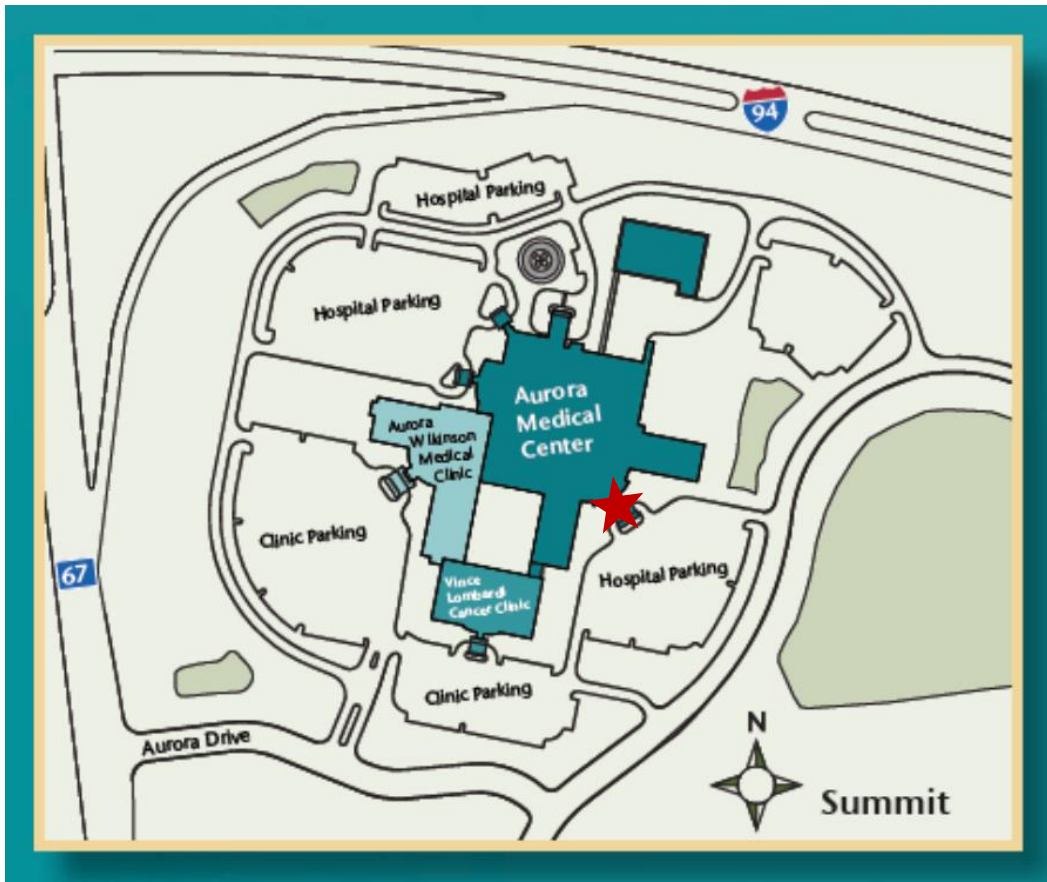 94
Hospital Parking
Hospital Parking
Aurora
Medical
Center
Aurora
Wilkinson
Medical
Clinic
Clinic Parking
67
Hospital Parking
Vince
Lombardi
Cancer Clinic
Clinic Parking
Aurora Drive
N
Summit